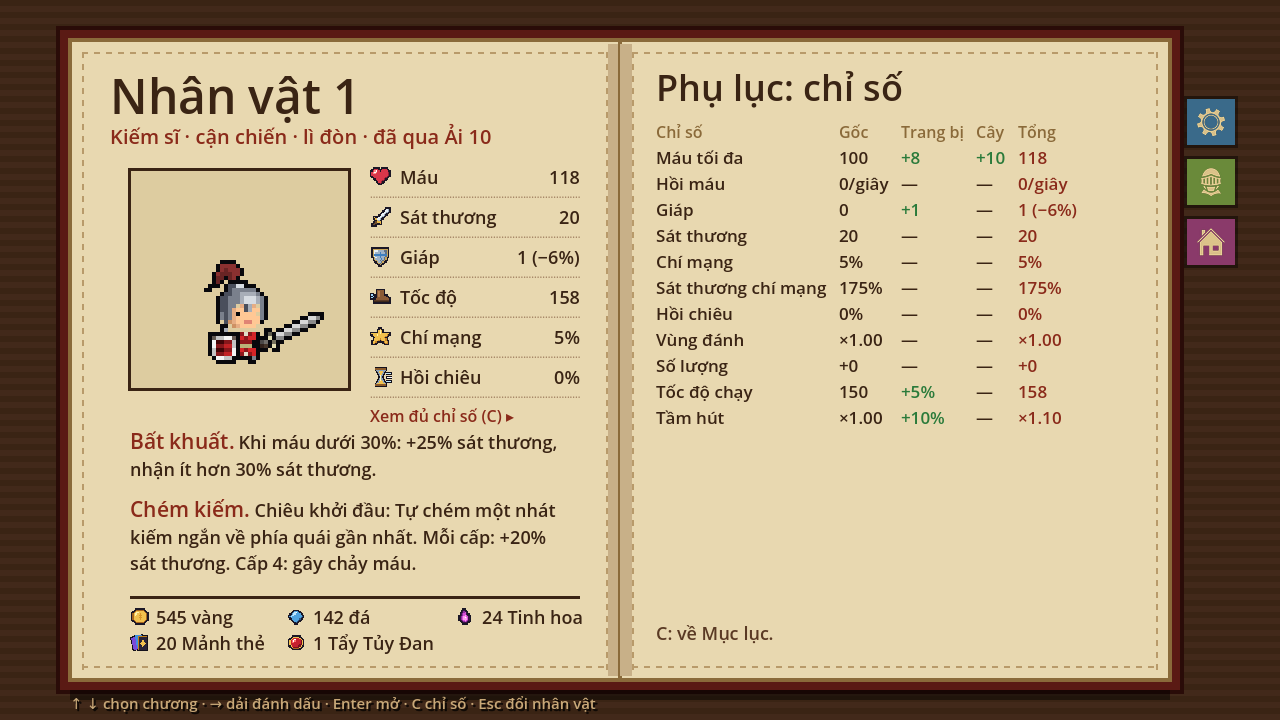 Nhân vật 1
Kiếm sĩ · cận chiến · lì đòn · đã qua Ải 10
Máu 118
Sát thương 20
Giáp 1 (−6%)
Tốc độ 158
Chí mạng 5%
Hồi chiêu 0%
Xem đủ chỉ số (C) ▸
Bất khuất. Khi máu dưới 30%: +25% sát thương,
nhận ít hơn 30% sát thương.
Chém kiếm. Chiêu khởi đầu: Tự chém một nhát
kiếm ngắn về phía quái gần nhất. Mỗi cấp: +20%
sát thương. Cấp 4: gây chảy máu.
545 vàng 142 đá 24 Tinh hoa
20 Mảnh thẻ 1 Tẩy Tủy Đan
Phụ lục: chỉ số
Chỉ số Gốc Trang bị Cây Tổng
Máu tối đa 100 +8 +10 118
Hồi máu 0/giây — — 0/giây
Giáp 0 +1 — 1 (−6%)
Sát thương 20 — — 20
Chí mạng 5% — — 5%
Sát thương chí mạng 175% — — 175%
Hồi chiêu 0% — — 0%
Vùng đánh ×1.00 — — ×1.00
Số lượng +0 — — +0
Tốc độ chạy 150 +5% — 158
Tầm hút ×1.00 +10% — ×1.10
C: về Mục lục.
↑ ↓ chọn chương · → dải đánh dấu · Enter mở · C chỉ số · Esc đổi nhân vật